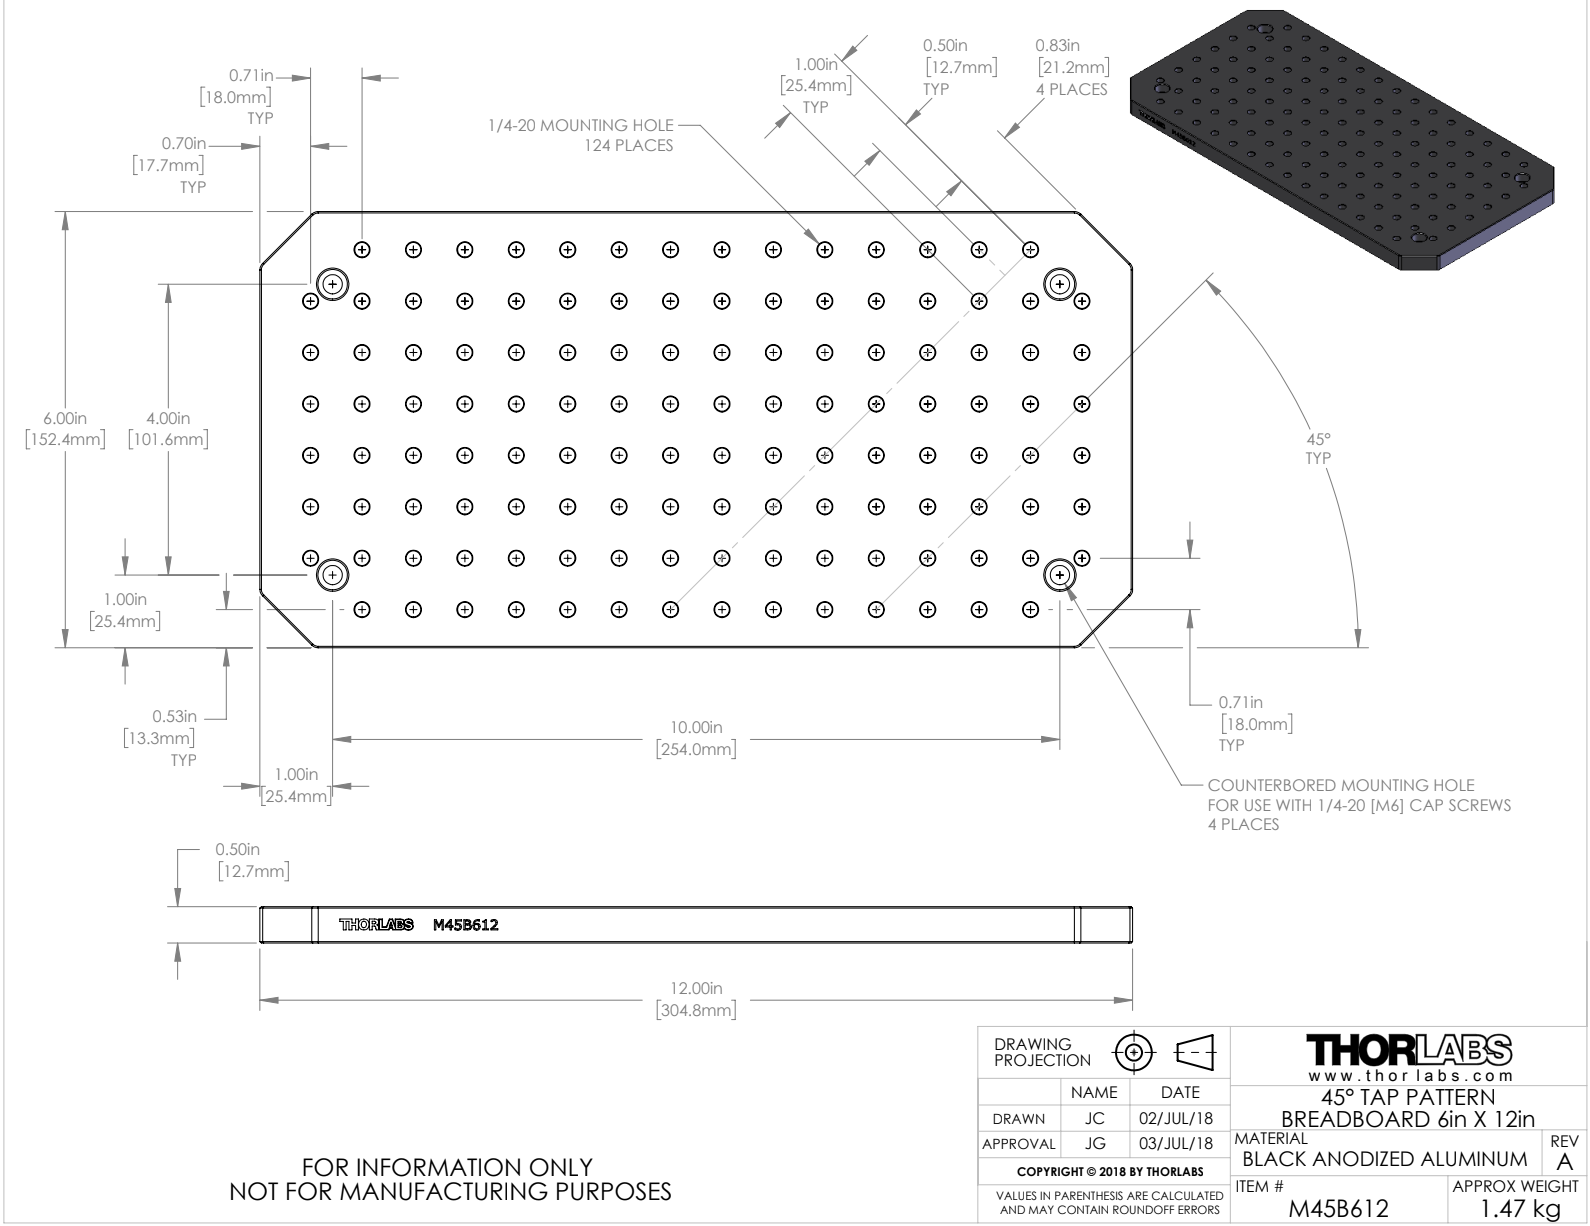 0.71in
[18.0mm]
TYP
0.70in
[17.7mm]
TYP
1/4-20 MOUNTING HOLE
124 PLACES
1.00in
[25.4mm]
TYP
0.50in
[12.7mm]
TYP
0.83in
[21.2mm]
4 PLACES
6.00in
[152.4mm]
4.00in
[101.6mm]
45°
TYP
1.00in
[25.4mm]
0.53in
[13.3mm]
TYP
1.00in
[25.4mm]
10.00in
[254.0mm]
0.71in
[18.0mm]
TYP
COUNTERBORED MOUNTING HOLE
FOR USE WITH 1/4-20 [M6] CAP SCREWS
4 PLACES
0.50in
[12.7mm]
THORLABS M45B612
12.00in
[304.8mm]
FOR INFORMATION ONLY
NOT FOR MANUFACTURING PURPOSES
DRAWING
PROJECTION
NAME DATE
DRAWN JC 02/JUL/18
APPROVAL JG 03/JUL/18
COPYRIGHT © 2018 BY THORLABS
VALUES IN PARENTHESIS ARE CALCULATED
AND MAY CONTAIN ROUNDOFF ERRORS
THORLABS
www.thorlabs.com
45° TAP PATTERN
BREADBOARD 6in X 12in
MATERIAL
BLACK ANODIZED ALUMINUM
REV
A
ITEM #
M45B612
APPROX WEIGHT
1.47 kg